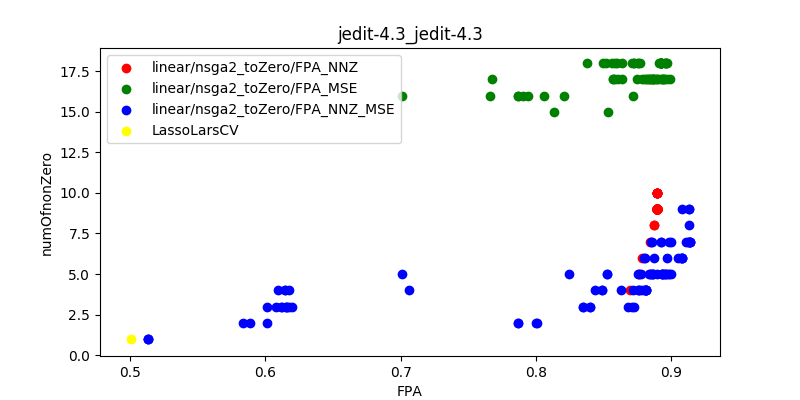 jedit-4.3_jedit-4.3
linear/nsga2_toZero/FPA_NNZ
linear/nsga2_toZero/FPA_MSE
linear/nsga2_toZero/FPA_NNZ_MSE
LassoLarsCV
numOfnonZero
17.5
15.0
12.5
10.0
7.5
5.0
2.5
0.0
0.5 0.6 0.7 0.8 0.9
FPA